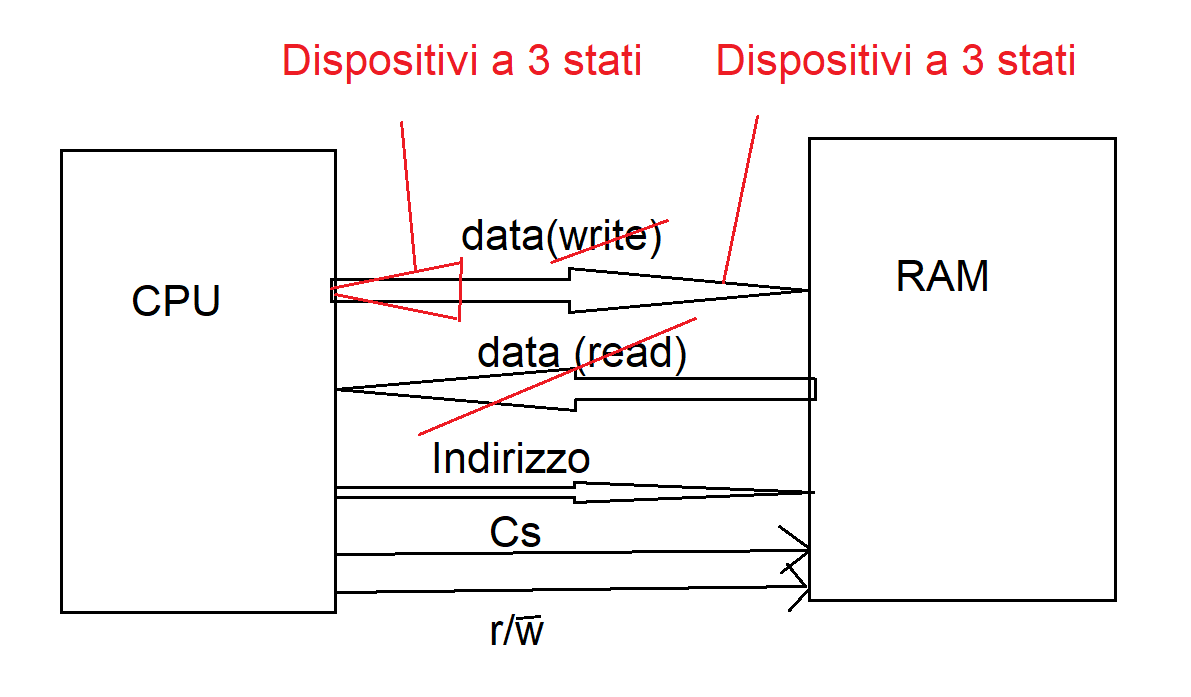 Dispositivi a 3 stati
Dispositivi a 3 stati
data(write)
CPU
RAM
data (read)
Indirizzo
Cs
r/w̅